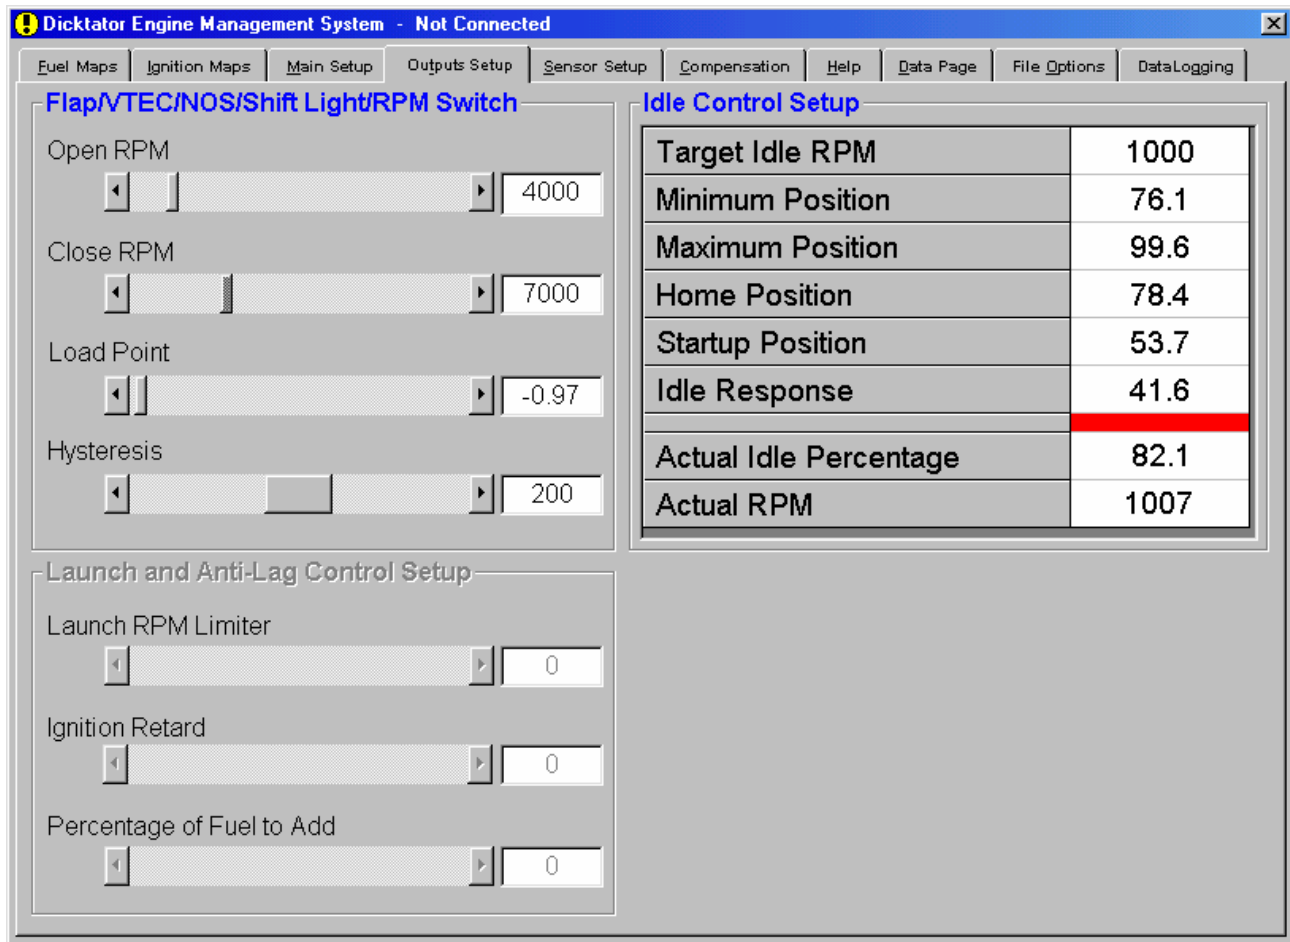 Dicktator Engine Management System - Not Connected
Fuel Maps Ignition Maps Main Setup Outputs Setup Sensor Setup Compensation Help Data Page File Options DataLogging
Flap/VTEC/NOS/Shift Light/RPM Switch
Open RPM
4000
Close RPM
7000
Load Point
-0.97
Hysteresis
200
Launch and Anti-Lag Control Setup
Launch RPM Limiter
0
Ignition Retard
0
Percentage of Fuel to Add
0
Idle Control Setup
Target Idle RPM 1000
Minimum Position 76.1
Maximum Position 99.6
Home Position 78.4
Startup Position 53.7
Idle Response 41.6
Actual Idle Percentage 82.1
Actual RPM 1007